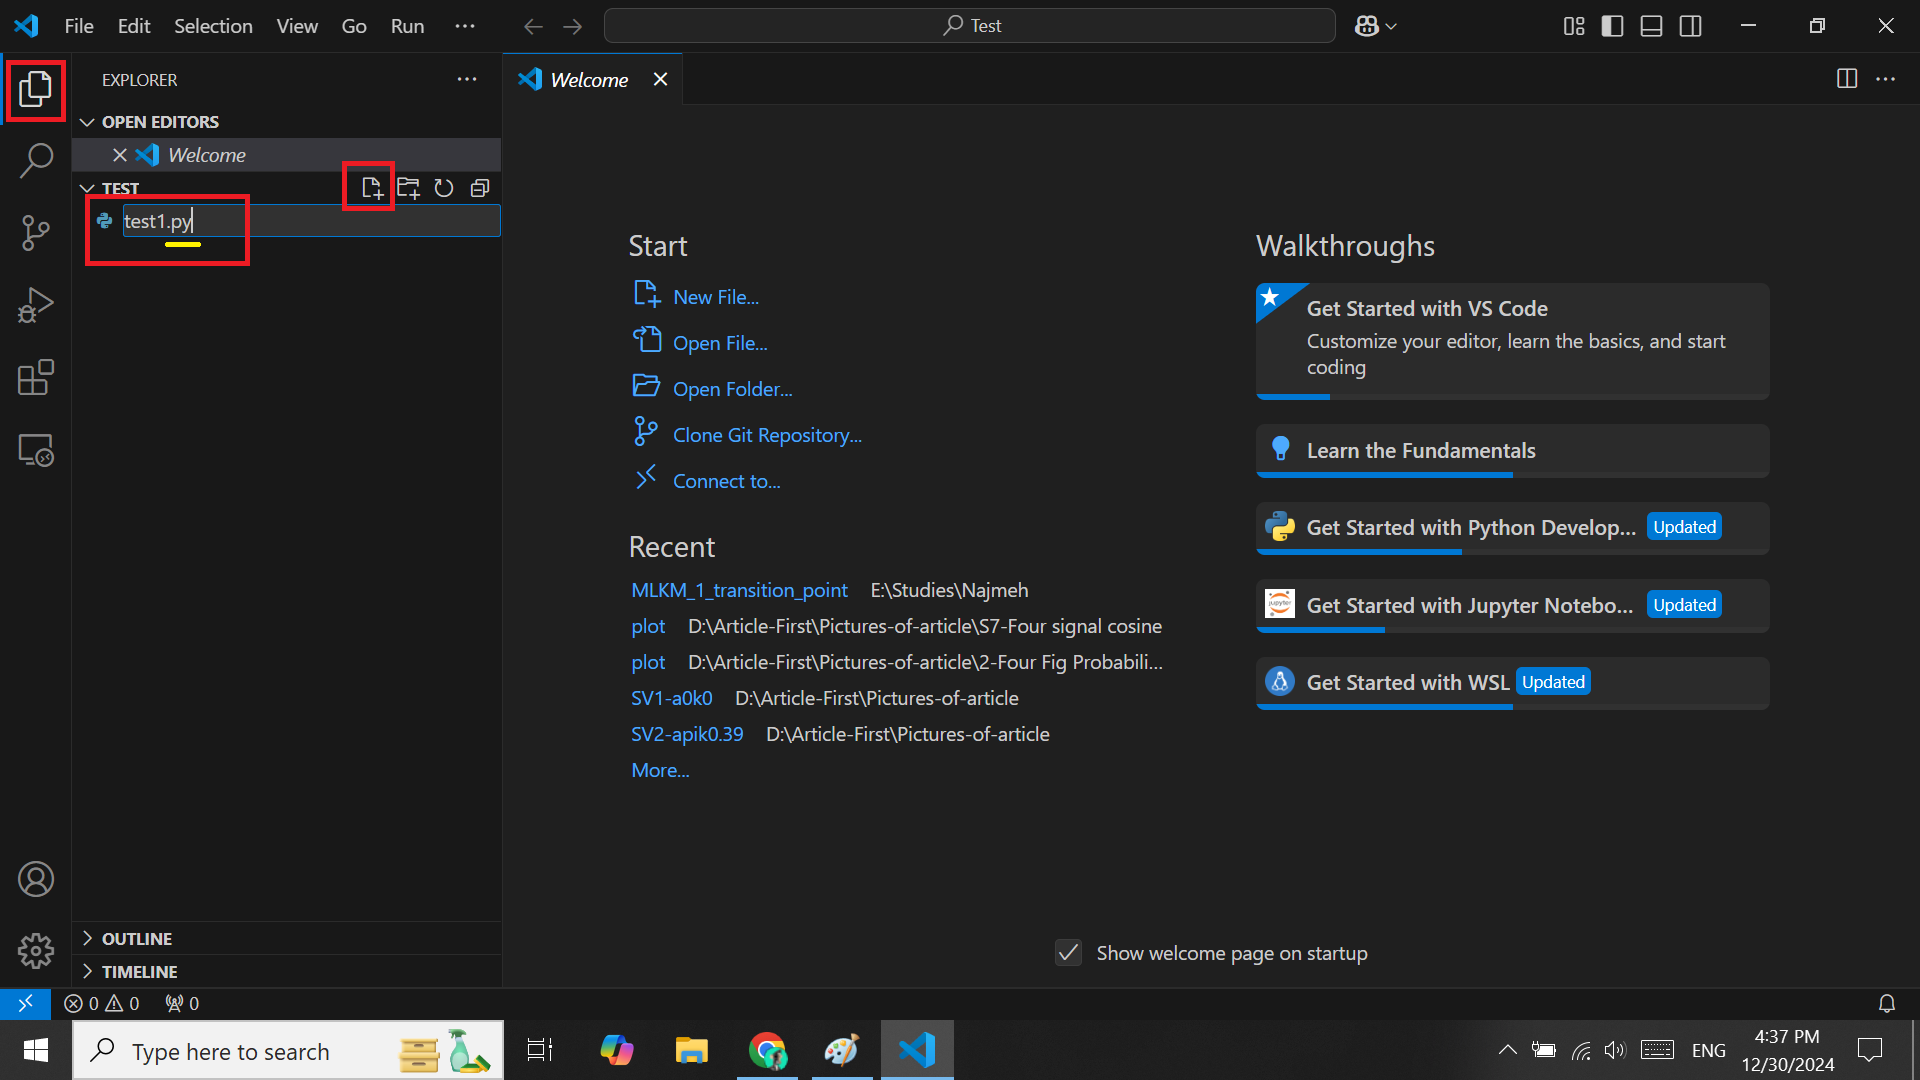 File Edit Selection View Go Run
Test
EXPLORER
OPEN EDITORS
Welcome
TEST
test1.py
Welcome
Start
New File...
Open File...
Open Folder...
Clone Git Repository...
Connect to...
Recent
MLKM_1_transition_point E:\Studies\Najmeh
plot D:\Article-First\Pictures-of-article\S7-Four signal cosine
plot D:\Article-First\Pictures-of-article\2-Four Fig Probabili...
SV1-a0k0 D:\Article-First\Pictures-of-article
SV2-apik0.39 D:\Article-First\Pictures-of-article
More...
Walkthroughs
Get Started with VS Code
Customize your editor, learn the basics, and start
coding
Learn the Fundamentals
Get Started with Python Develop... Updated
Get Started with Jupyter Notebo... Updated
Get Started with WSL Updated
Show welcome page on startup
OUTLINE
TIMELINE
0 0 0
Type here to search
ENG
4:37 PM
12/30/2024